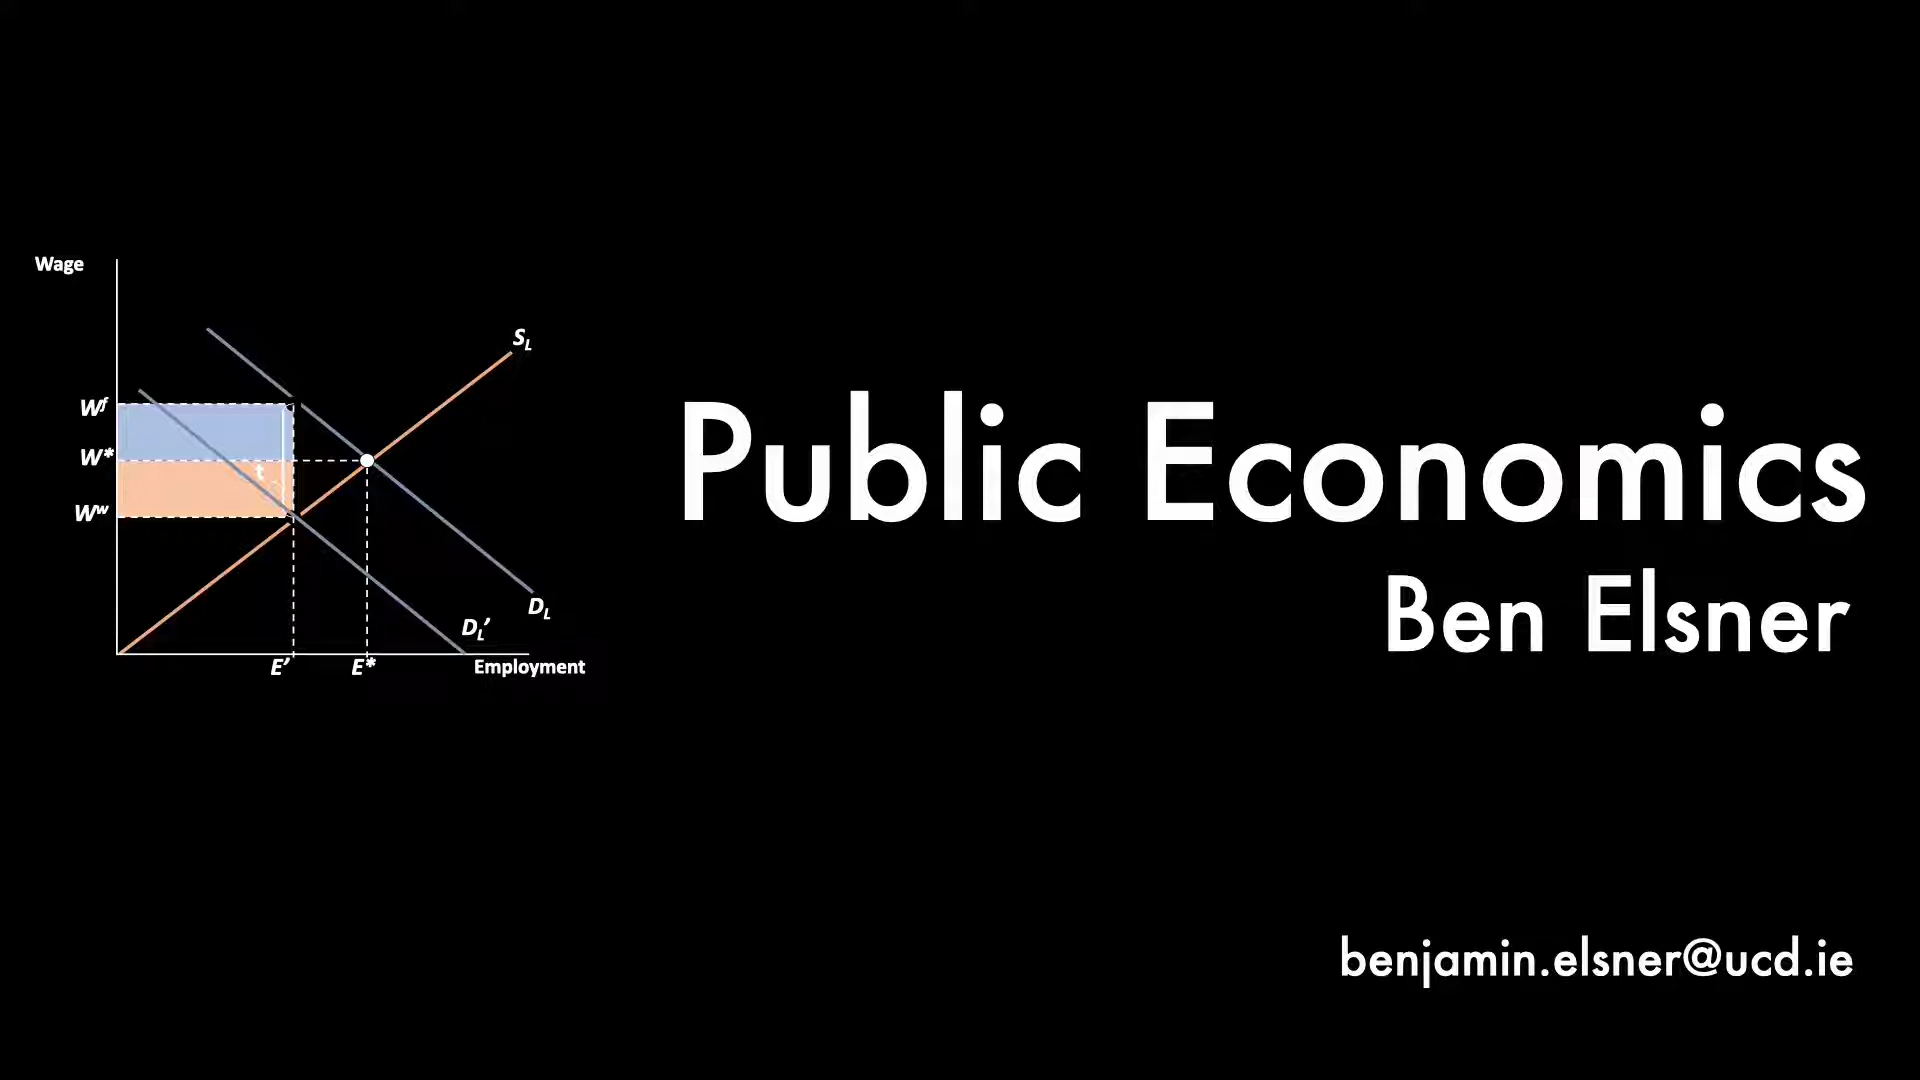 Wage
S_L
W^f
W*
t
W^w
D_L
D_L'
E' E* Employment
Public Economics
Ben Elsner
benjamin.elsner@ucd.ie